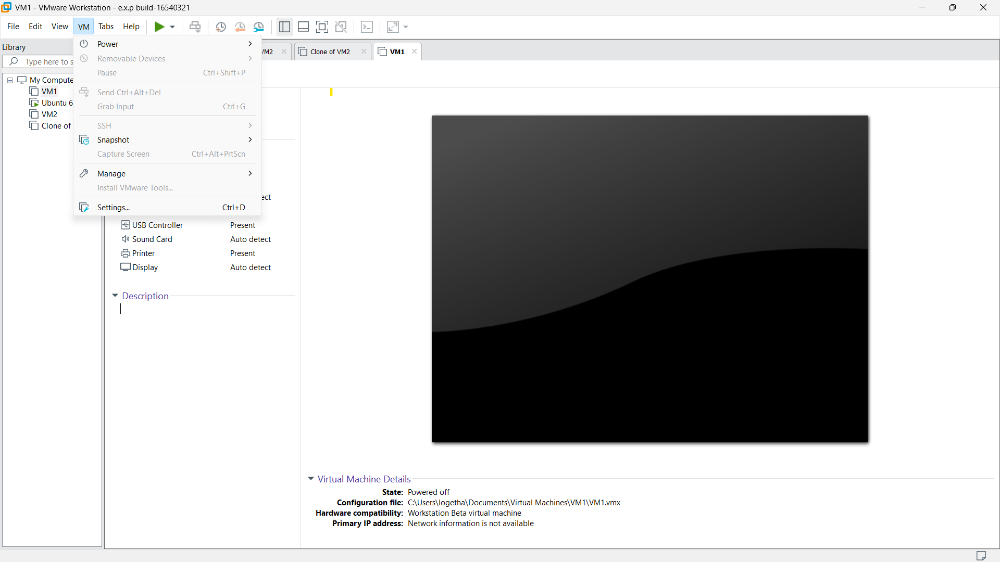 VM1 - VMware Workstation - e.x.p build-16540321
File Edit View VM Tabs Help
Library
Type here to s
My Compute
VM1
Ubuntu 6
VM2
Clone of
Power
Removable Devices
Pause Ctrl+Shift+P
Send Ctrl+Alt+Del
Grab Input Ctrl+G
SSH
Snapshot
Capture Screen Ctrl+Alt+PrtScn
Manage
Install VMware Tools...
Settings... Ctrl+D
VM2 Clone of VM2 VM1
ect
USB Controller Present
Sound Card Auto detect
Printer Present
Display Auto detect
Description
Virtual Machine Details
State: Powered off
Configuration file: C:\Users\logetha\Documents\Virtual Machines\VM1\VM1.vmx
Hardware compatibility: Workstation Beta virtual machine
Primary IP address: Network information is not available